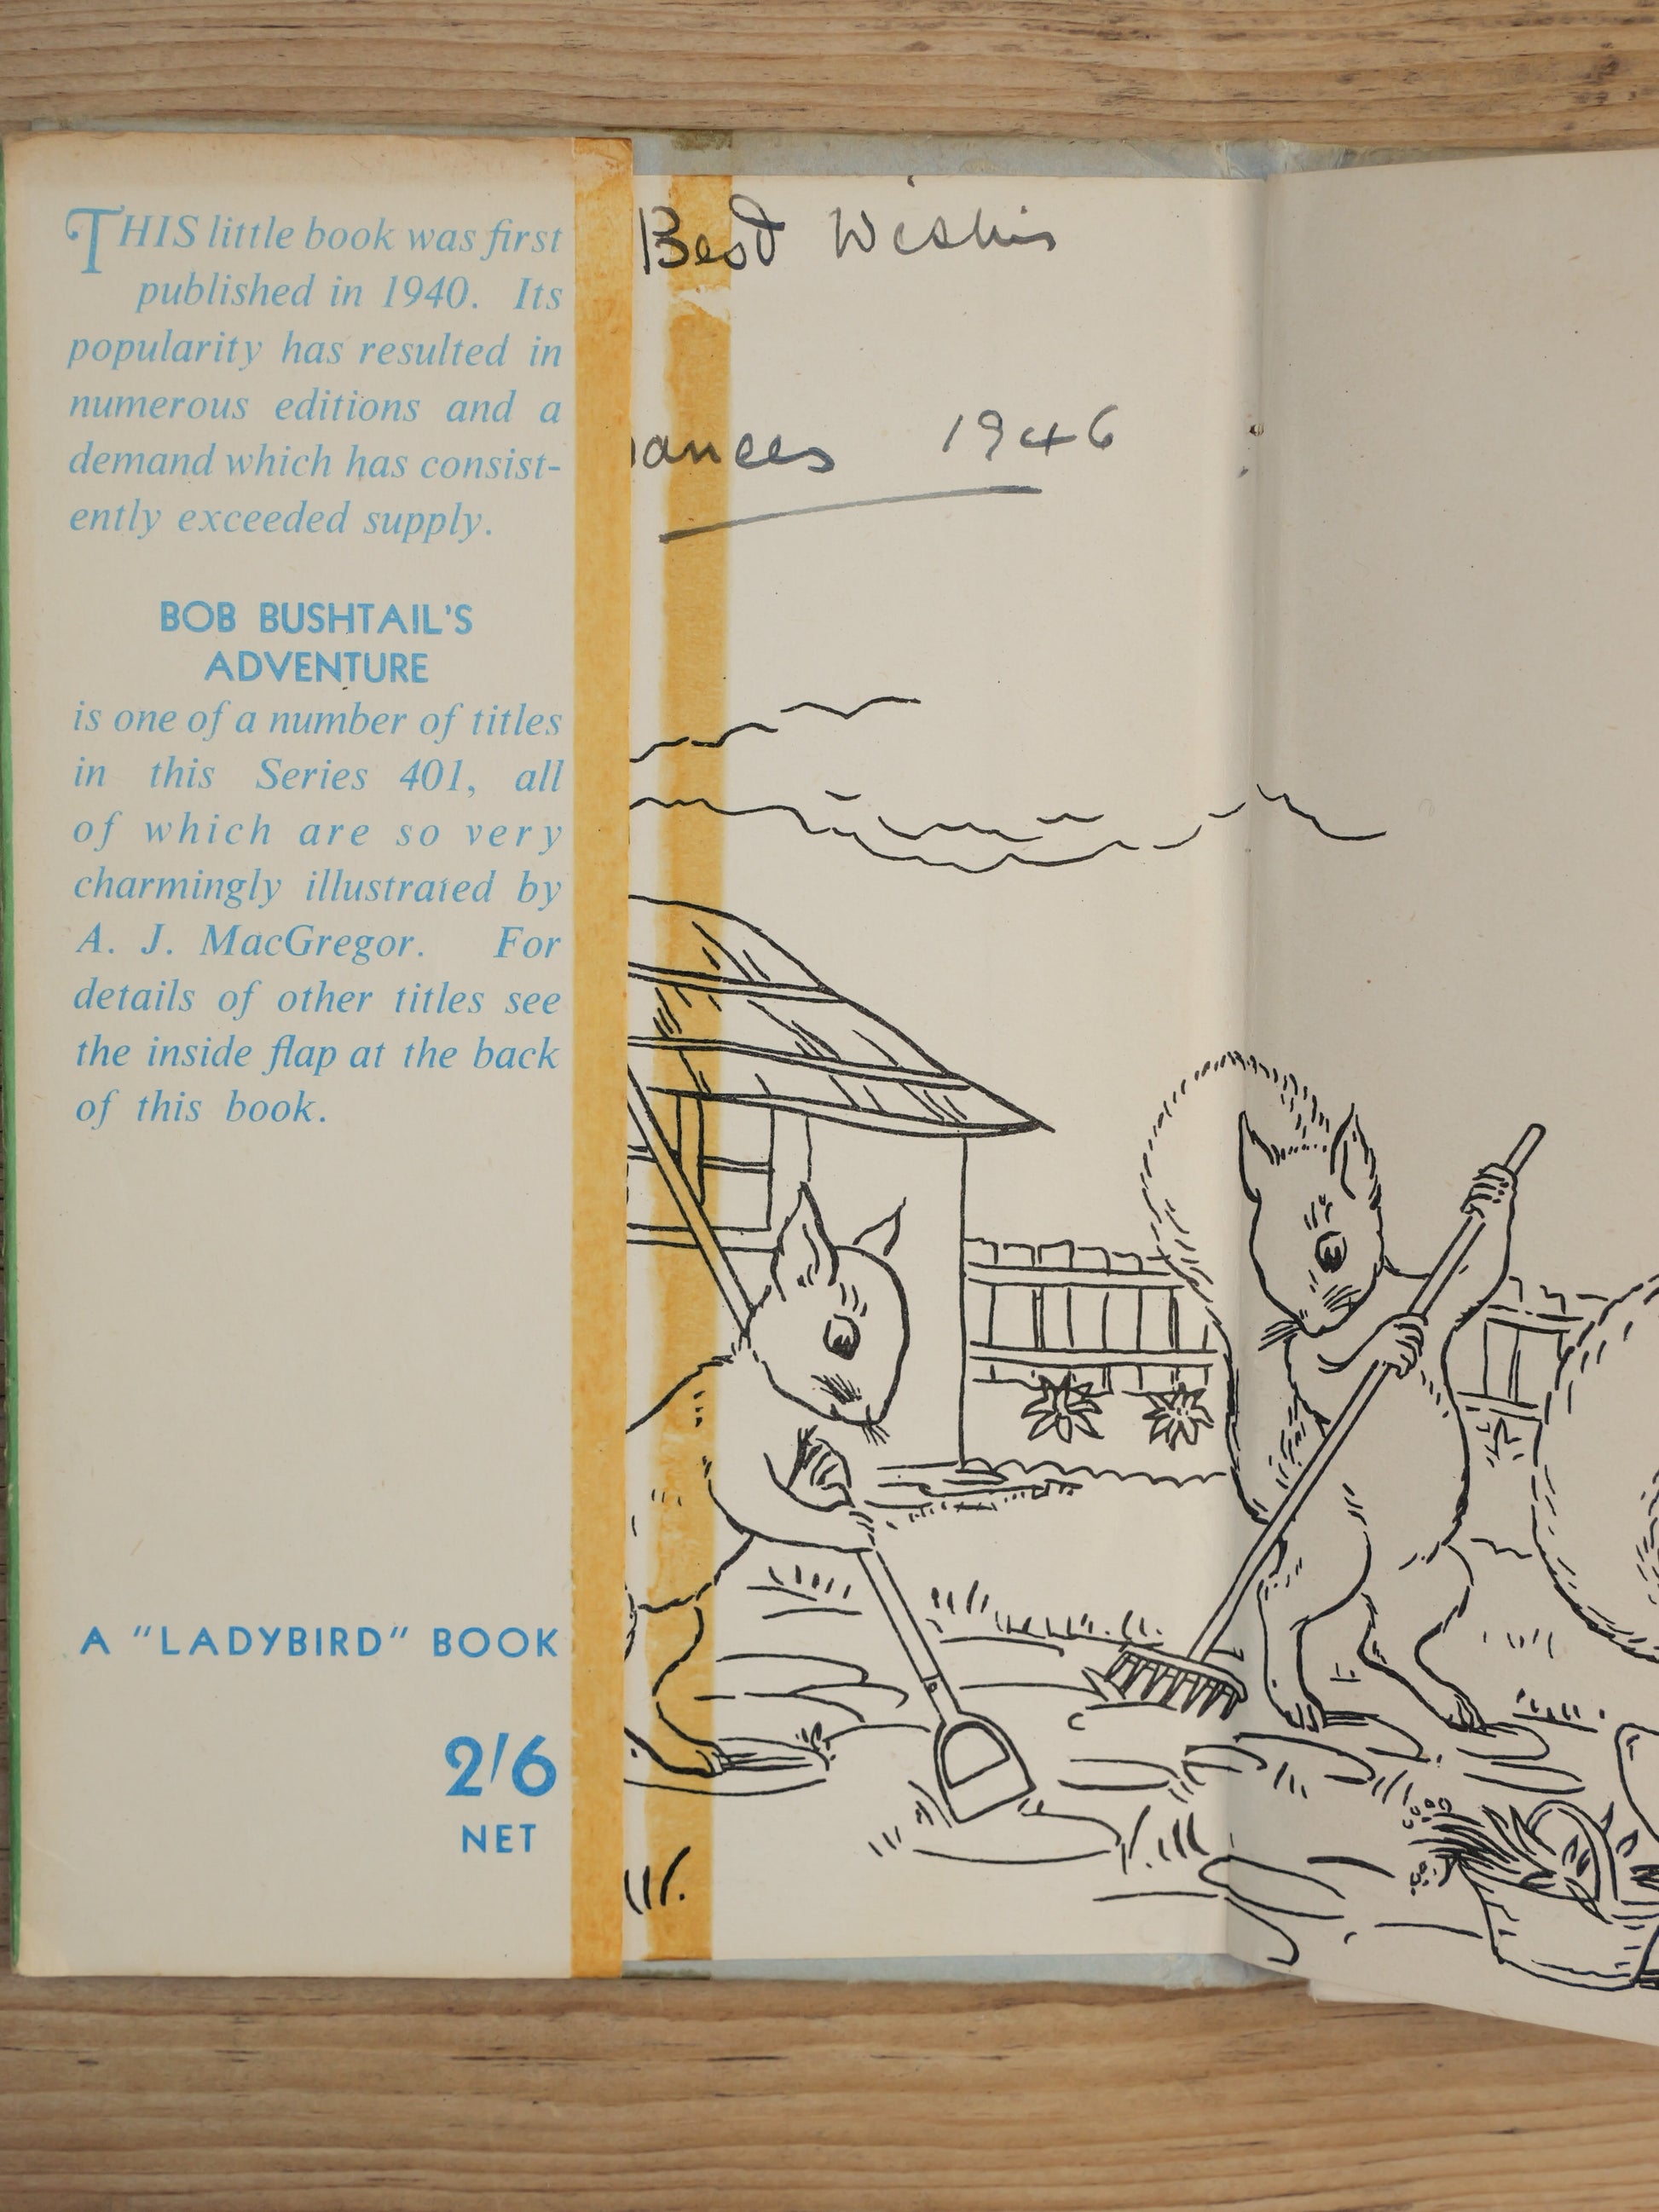 THIS little book was first
published in 1940. Its
popularity has resulted in
numerous editions and a
demand which has consist-
ently exceeded supply.
BOB BUSHTAIL'S
ADVENTURE
is one of a number of titles
in this Series 401, all
of which are so very
charmingly illustrated by
A. J. MacGregor. For
details of other titles see
the inside flap at the back
of this book.
A "LADYBIRD" BOOK
2/6
NET
Best Wishes
1946